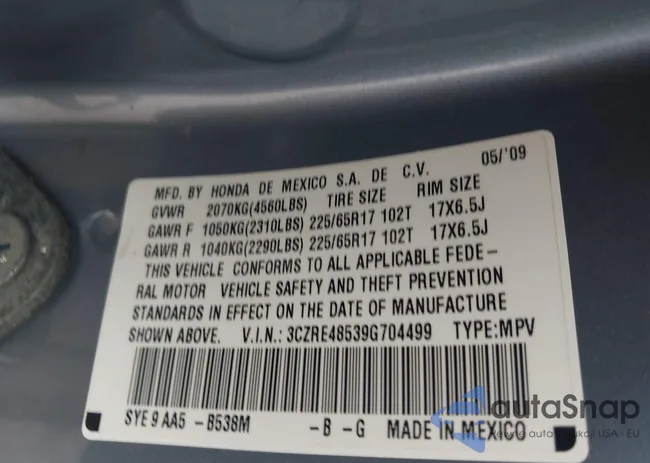 MFD. BY HONDA DE MEXICO S.A. DE C.V. 05/'09
GVWR 2070KG(4560LBS) TIRE SIZE RIM SIZE
GAWR F 1050KG(2310LBS) 225/65R17 102T 17X6.5J
GAWR R 1040KG(2290LBS) 225/65R17 102T 17X6.5J
THIS VEHICLE CONFORMS TO ALL APPLICABLE FEDE-
RAL MOTOR VEHICLE SAFETY AND THEFT PREVENTION
STANDARDS IN EFFECT ON THE DATE OF MANUFACTURE
SHOWN ABOVE. V.I.N.: 3CZRE48539G704499 TYPE:MPV
SYE 9 AA5 -B538M -B -G MADE IN MEXICO
autaSnap
USA - EU